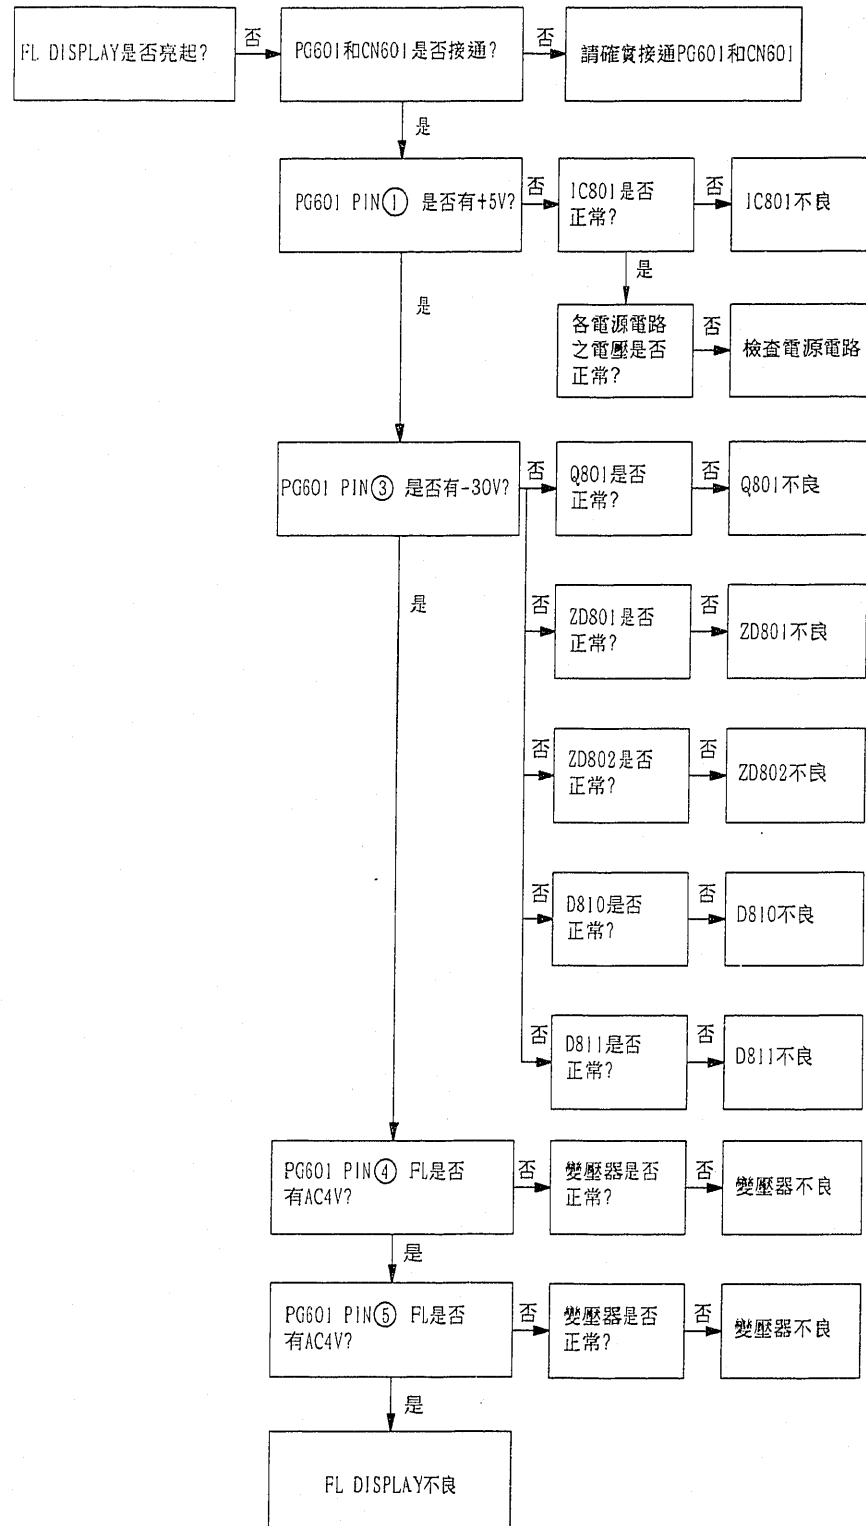 FL DISPLAY是否亮起?
否
PG601和CN601是否接通?
否
請確實接通PG601和CN601
是
PG601 PIN① 是否有+5V?
否
IC801是否
正常?
否
IC801不良
是
是
各電源電路
之電壓是否
正常?
否
檢查電源電路
PG601 PIN③ 是否有-30V?
否
Q801是否
正常?
否
Q801不良
是
否
ZD801是否
正常?
否
ZD801不良
否
ZD802是否
正常?
否
ZD802不良
否
D810是否
正常?
否
D810不良
否
D811是否
正常?
否
D811不良
PG601 PIN④ FL是否
有AC4V?
否
變壓器是否
正常?
否
變壓器不良
是
PG601 PIN⑤ FL是否
有AC4V?
否
變壓器是否
正常?
否
變壓器不良
是
FL DISPLAY不良